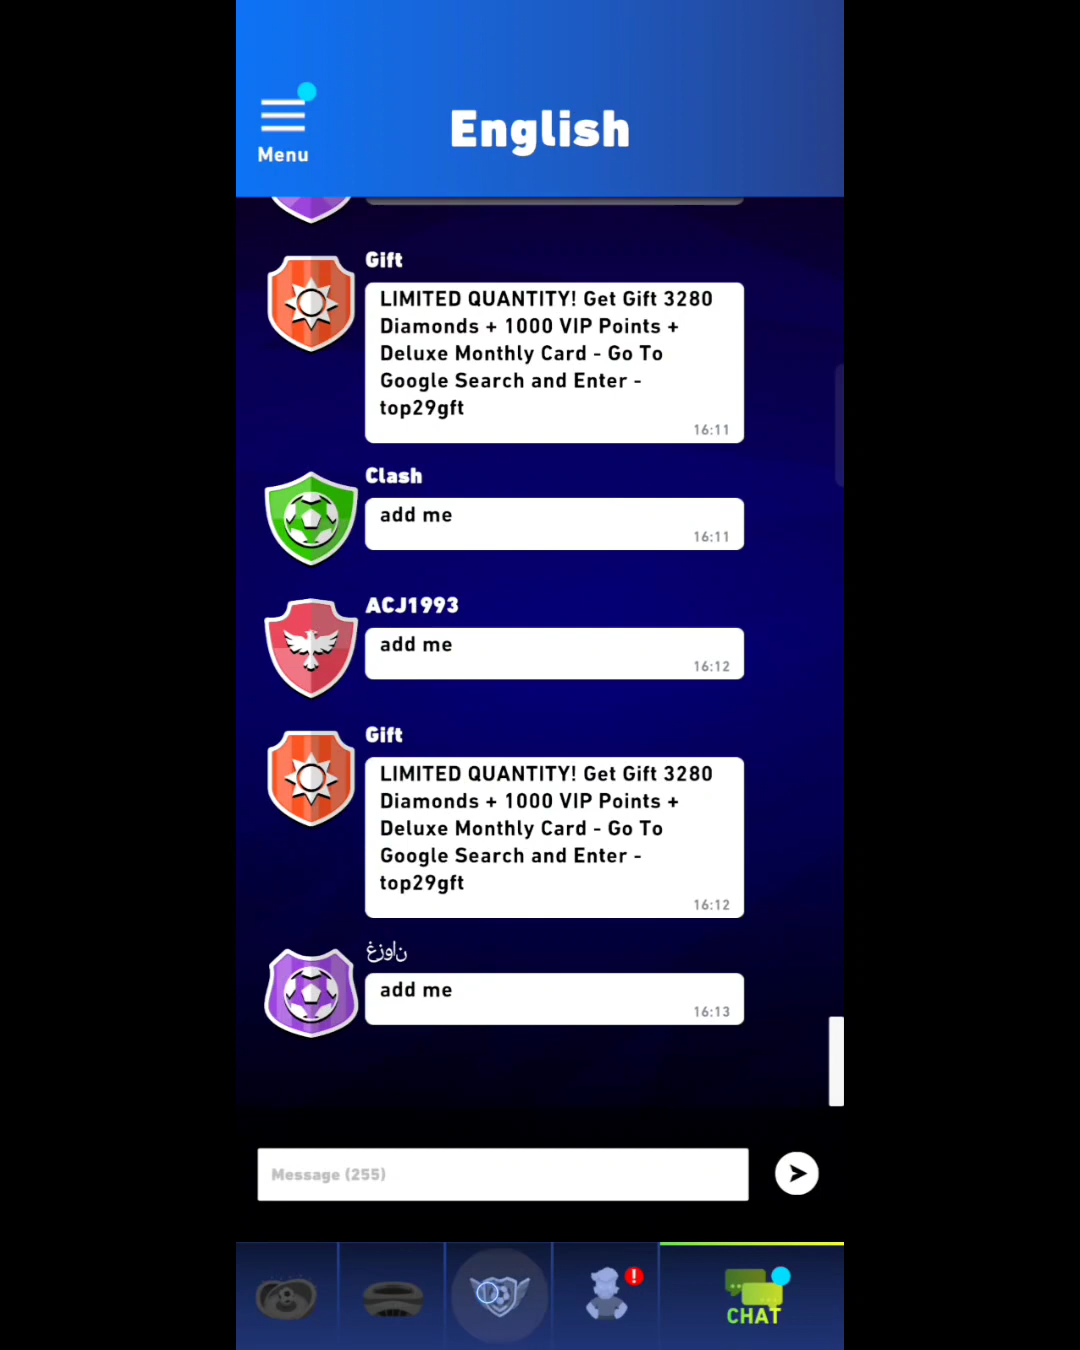 English
Menu
Gift
LIMITED QUANTITY! Get Gift 3280
Diamonds + 1000 VIP Points +
Deluxe Monthly Card - Go To
Google Search and Enter -
top29gft
16:11
Clash
add me
16:11
ACJ1993
add me
16:12
Gift
LIMITED QUANTITY! Get Gift 3280
Diamonds + 1000 VIP Points +
Deluxe Monthly Card - Go To
Google Search and Enter -
top29gft
16:12
غزوان
add me
16:13
Message (255)
!
CHAT